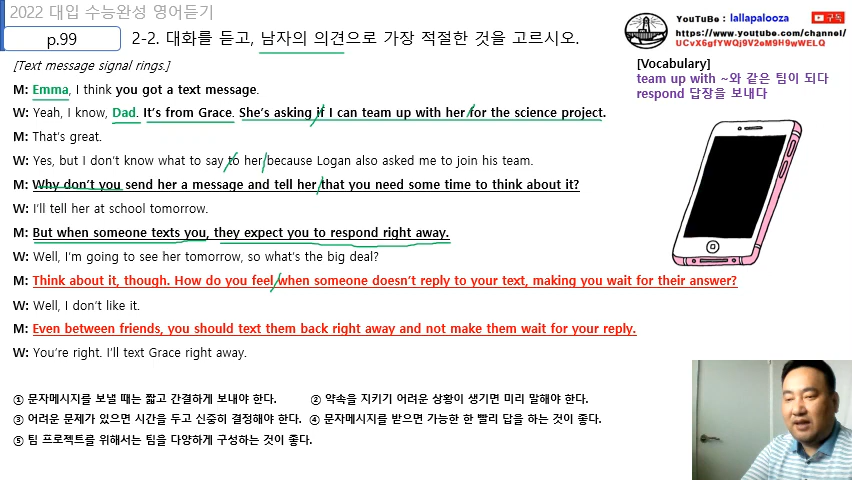 2022 대입 수능완성 영어듣기
p.99
2-2. 대화를 듣고, 남자의 의견으로 가장 적절한 것을 고르시오.
YouTuBe : lallapalooza
구독
https://www.youtube.com/channel/
UCvX6gfYWQj9V2eM9H9wWELQ
[Vocabulary]
team up with ~와 같은 팀이 되다
respond 답장을 보내다
[Text message signal rings.]
M: Emma, I think you got a text message.
W: Yeah, I know, Dad. It's from Grace. She's asking if I can team up with her for the science project.
M: That's great.
W: Yes, but I don't know what to say to her because Logan also asked me to join his team.
M: Why don't you send her a message and tell her that you need some time to think about it?
W: I'll tell her at school tomorrow.
M: But when someone texts you, they expect you to respond right away.
W: Well, I'm going to see her tomorrow, so what's the big deal?
M: Think about it, though. How do you feel when someone doesn't reply to your text, making you wait for their answer?
W: Well, I don't like it.
M: Even between friends, you should text them back right away and not make them wait for your reply.
W: You're right. I'll text Grace right away.
① 문자메시지를 보낼 때는 짧고 간결하게 보내야 한다. ② 약속을 지키기 어려운 상황이 생기면 미리 말해야 한다.
③ 어려운 문제가 있으면 시간을 두고 신중히 결정해야 한다. ④ 문자메시지를 받으면 가능한 한 빨리 답을 하는 것이 좋다.
⑤ 팀 프로젝트를 위해서는 팀을 다양하게 구성하는 것이 좋다.